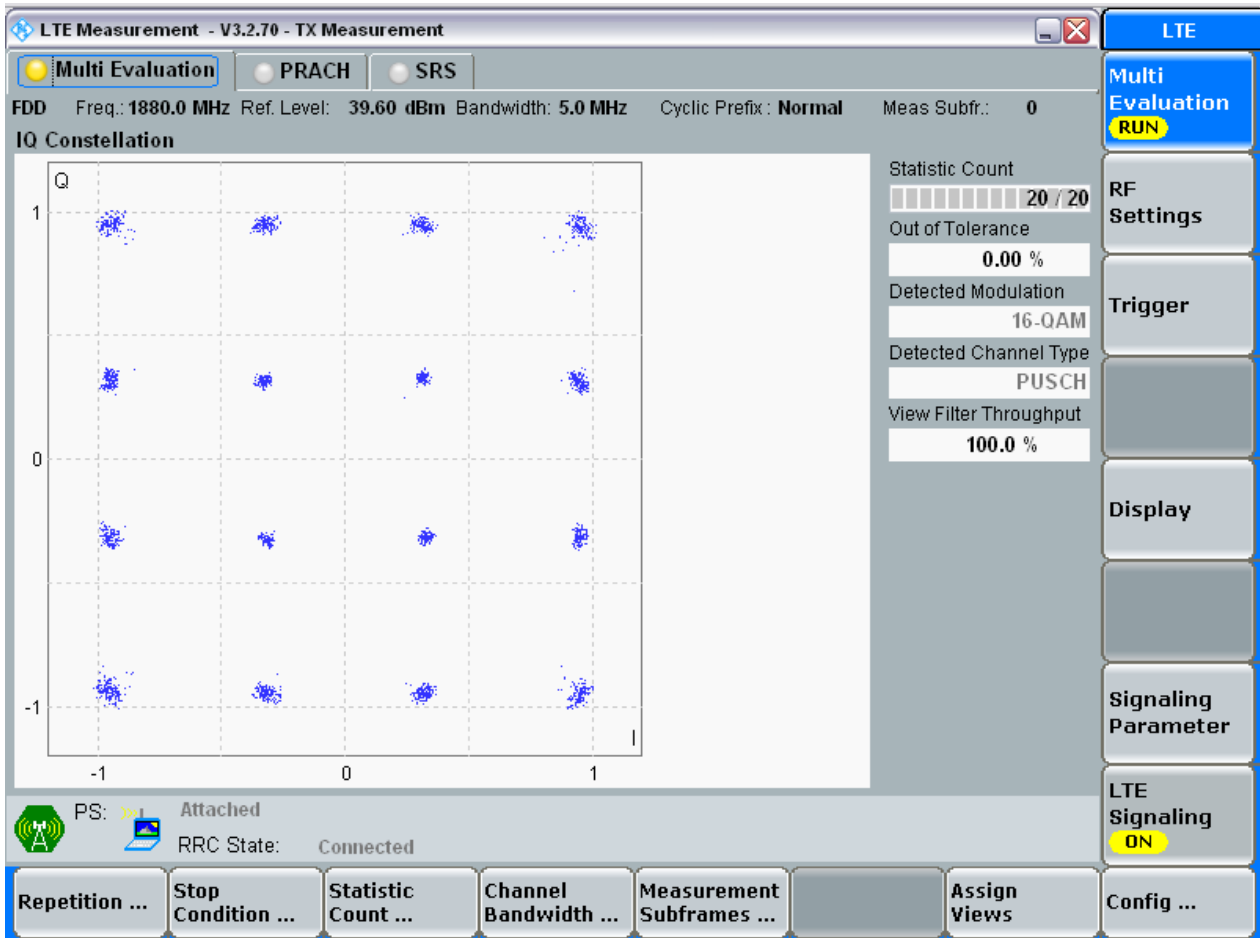 LTE Measurement - V3.2.70 - TX Measurement
LTE
Multi Evaluation PRACH SRS
FDD Freq.: 1880.0 MHz Ref. Level: 39.60 dBm Bandwidth: 5.0 MHz Cyclic Prefix : Normal Meas Subfr.: 0
IQ Constellation
Q
1
0
-1
-1 0 1
I
Statistic Count
20 / 20
Out of Tolerance
0.00 %
Detected Modulation
16-QAM
Detected Channel Type
PUSCH
View Filter Throughput
100.0 %
Multi
Evaluation
RUN
RF
Settings
Trigger
Display
Signaling
Parameter
LTE
Signaling
ON
PS: Attached
RRC State: Connected
Repetition ...
Stop
Condition ...
Statistic
Count ...
Channel
Bandwidth ...
Measurement
Subframes ...
Assign
Views
Config ...